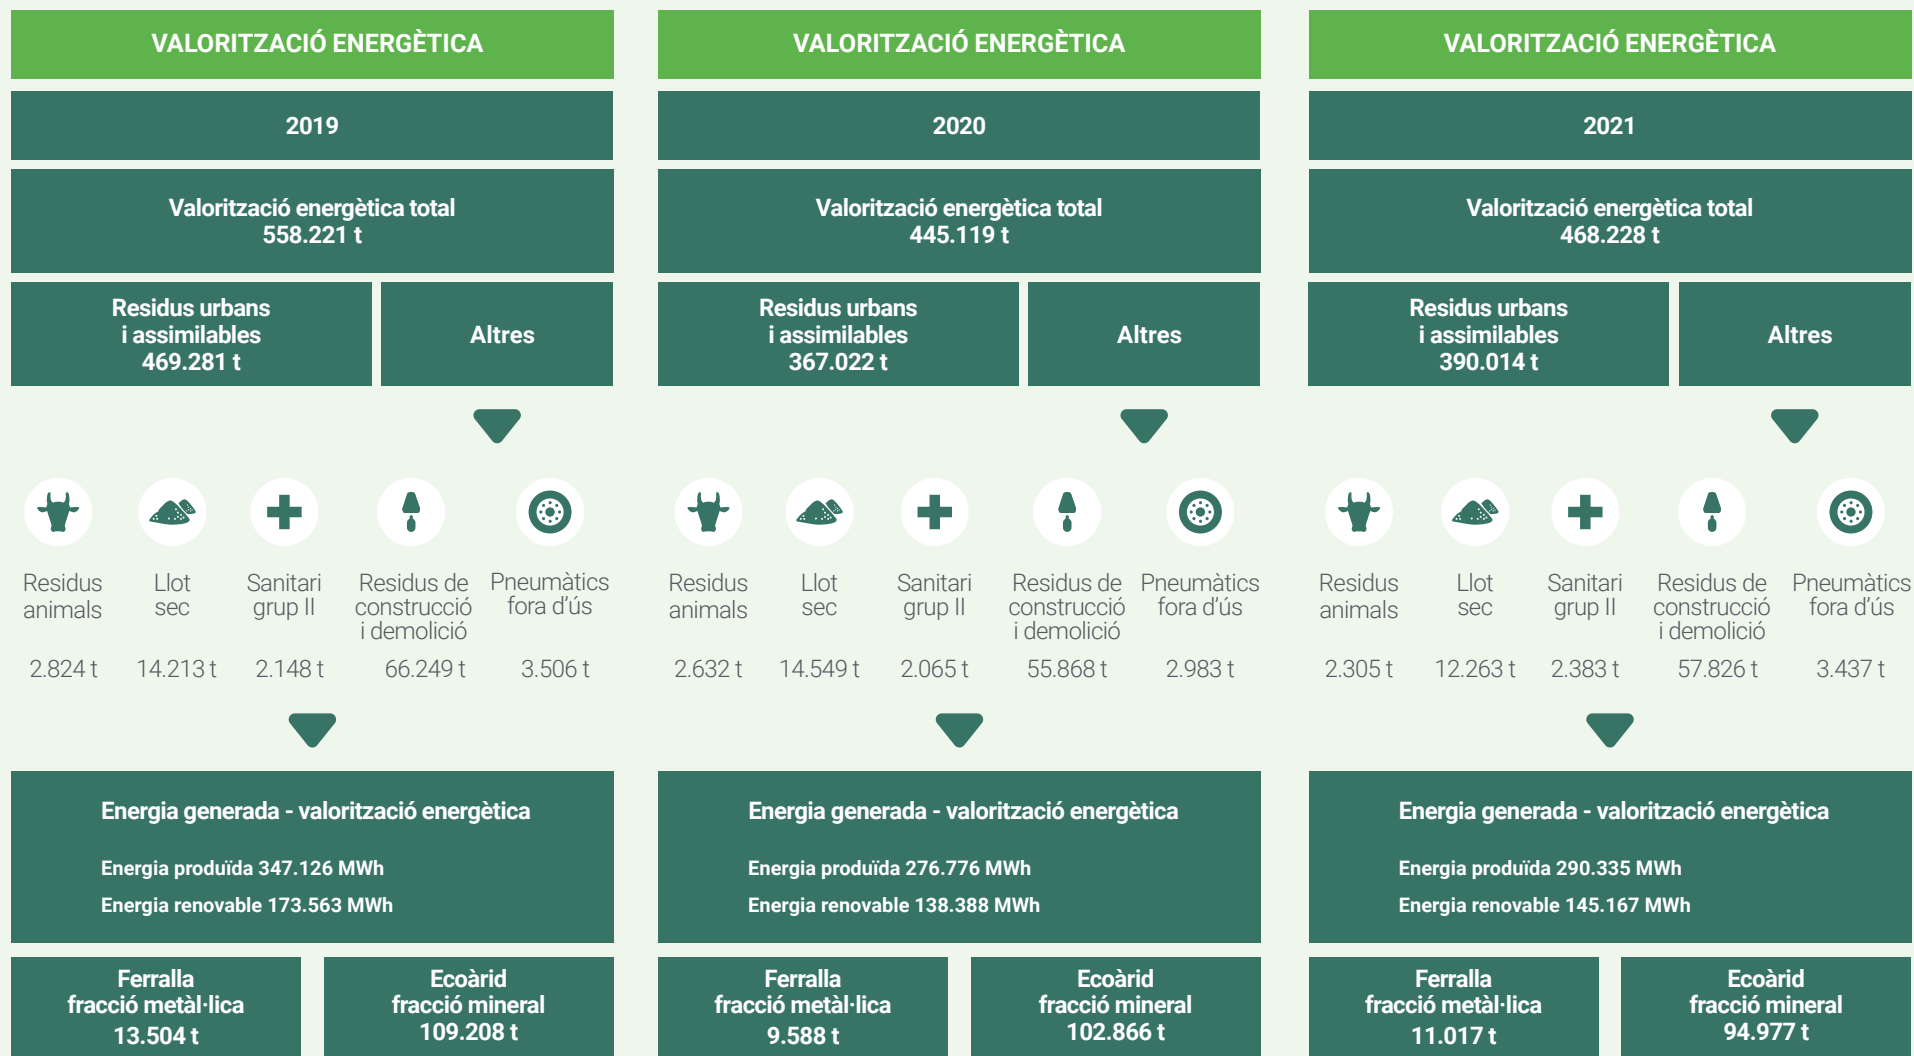 VALORITZACIÓ ENERGÈTICA
2019
Valorització energètica total
558.221 t
Residus urbans
i assimilables
469.281 t
Altres
Residus
animals
2.824 t
Llot
sec
14.213 t
Sanitari
grup II
2.148 t
Residus de
construcció
i demolició
66.249 t
Pneumàtics
fora d'ús
3.506 t
Energia generada - valorització energètica
Energia produïda 347.126 MWh
Energia renovable 173.563 MWh
Ferralla
fracció metàl·lica
13.504 t
Ecoàrid
fracció mineral
109.208 t
VALORITZACIÓ ENERGÈTICA
2020
Valorització energètica total
445.119 t
Residus urbans
i assimilables
367.022 t
Altres
Residus
animals
2.632 t
Llot
sec
14.549 t
Sanitari
grup II
2.065 t
Residus de
construcció
i demolició
55.868 t
Pneumàtics
fora d'ús
2.983 t
Energia generada - valorització energètica
Energia produïda 276.776 MWh
Energia renovable 138.388 MWh
Ferralla
fracció metàl·lica
9.588 t
Ecoàrid
fracció mineral
102.866 t
VALORITZACIÓ ENERGÈTICA
2021
Valorització energètica total
468.228 t
Residus urbans
i assimilables
390.014 t
Altres
Residus
animals
2.305 t
Llot
sec
12.263 t
Sanitari
grup II
2.383 t
Residus de
construcció
i demolició
57.826 t
Pneumàtics
fora d'ús
3.437 t
Energia generada - valorització energètica
Energia produïda 290.335 MWh
Energia renovable 145.167 MWh
Ferralla
fracció metàl·lica
11.017 t
Ecoàrid
fracció mineral
94.977 t